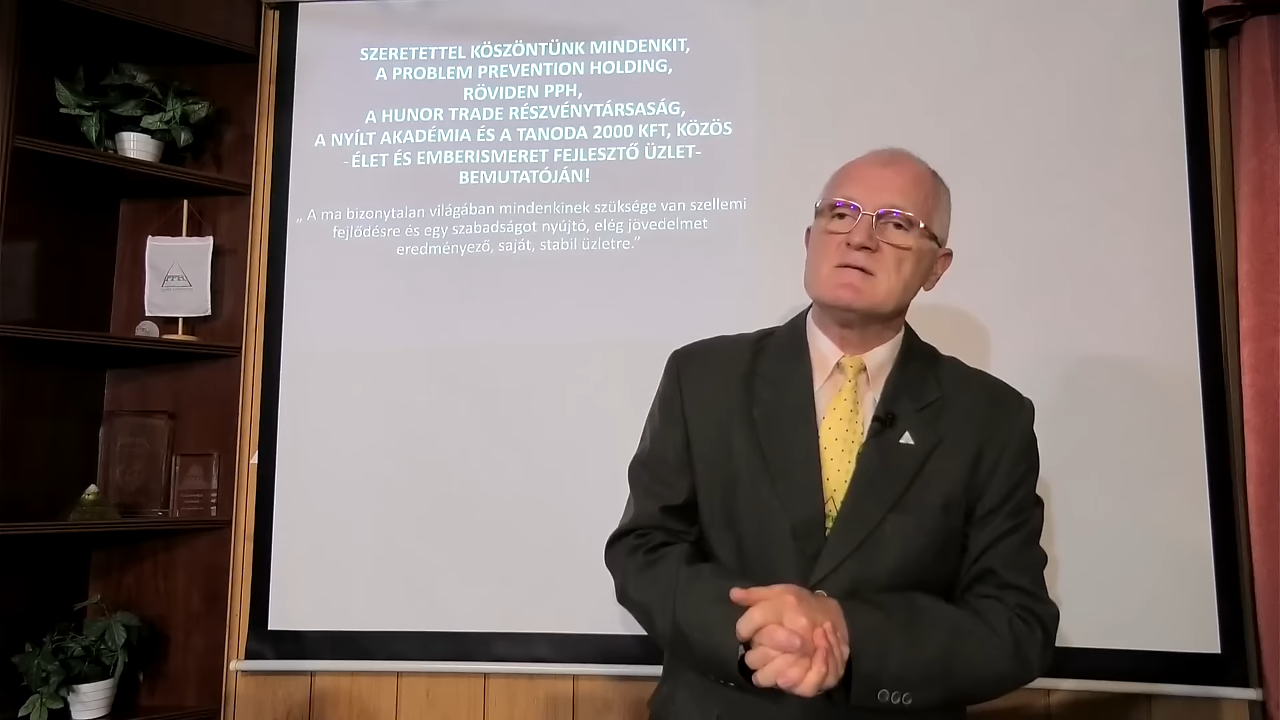 SZERETETTEL KÖSZÖNTÜNK MINDENKIT,
A PROBLEM PREVENTION HOLDING,
RÖVIDEN PPH,
A HUNOR TRADE RÉSZVÉNYTÁRSASÁG,
A NYÍLT AKADÉMIA ÉS A TANODA 2000 KFT, KÖZÖS
-ÉLET ÉS EMBERISMERET FEJLESZTŐ ÜZLET-
BEMUTATÓJÁN!
„ A ma bizonytalan világában mindenkinek szüksége van szellemi
fejlődésre és egy szabadságot nyújtó, elég jövedelmet
eredményező, saját, stabil üzletre.”